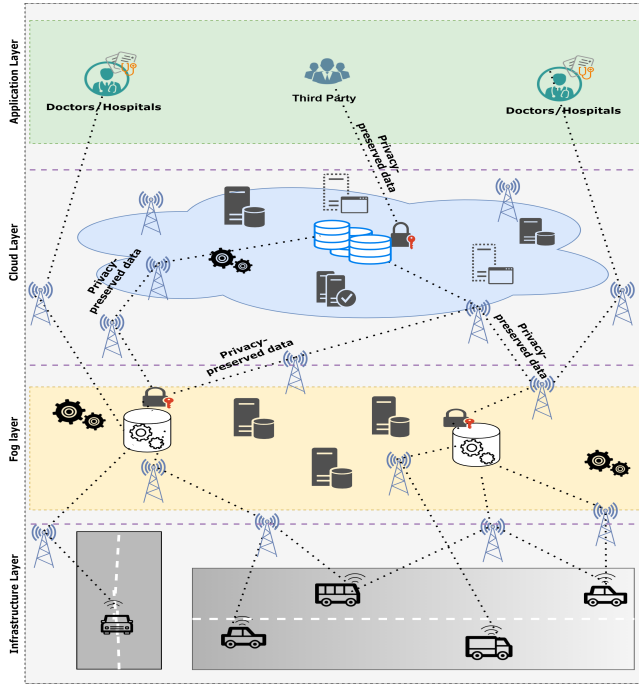 Application Layer
Doctors/Hospitals
Third Party
Doctors/Hospitals
Privacy-
preserved data
Cloud Layer
Privacy-
preserved data
Privacy-
preserved data
Privacy-
preserved data
Fog layer
Infrastructure Layer